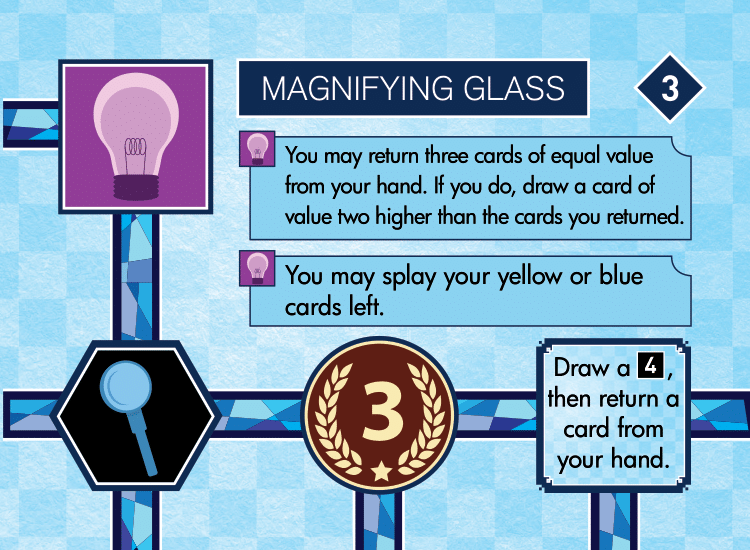 MAGNIFYING GLASS
3
You may return three cards of equal value
from your hand. If you do, draw a card of
value two higher than the cards you returned.
You may splay your yellow or blue
cards left.
3
Draw a 4,
then return a
card from
your hand.